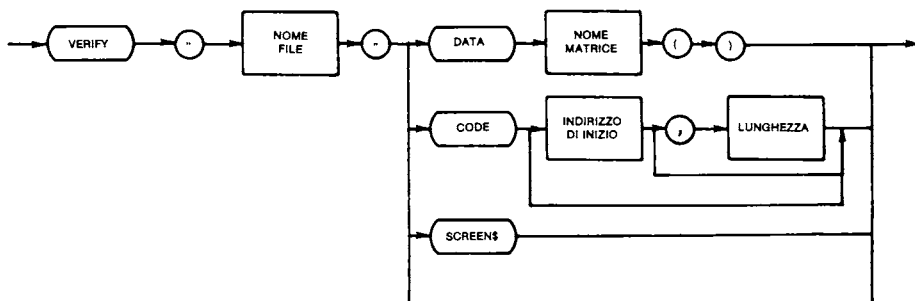 VERIFY " NOME FILE " DATA NOME MATRICE ( )
CODE INDIRIZZO DI INIZIO , LUNGHEZZA
SCREEN$